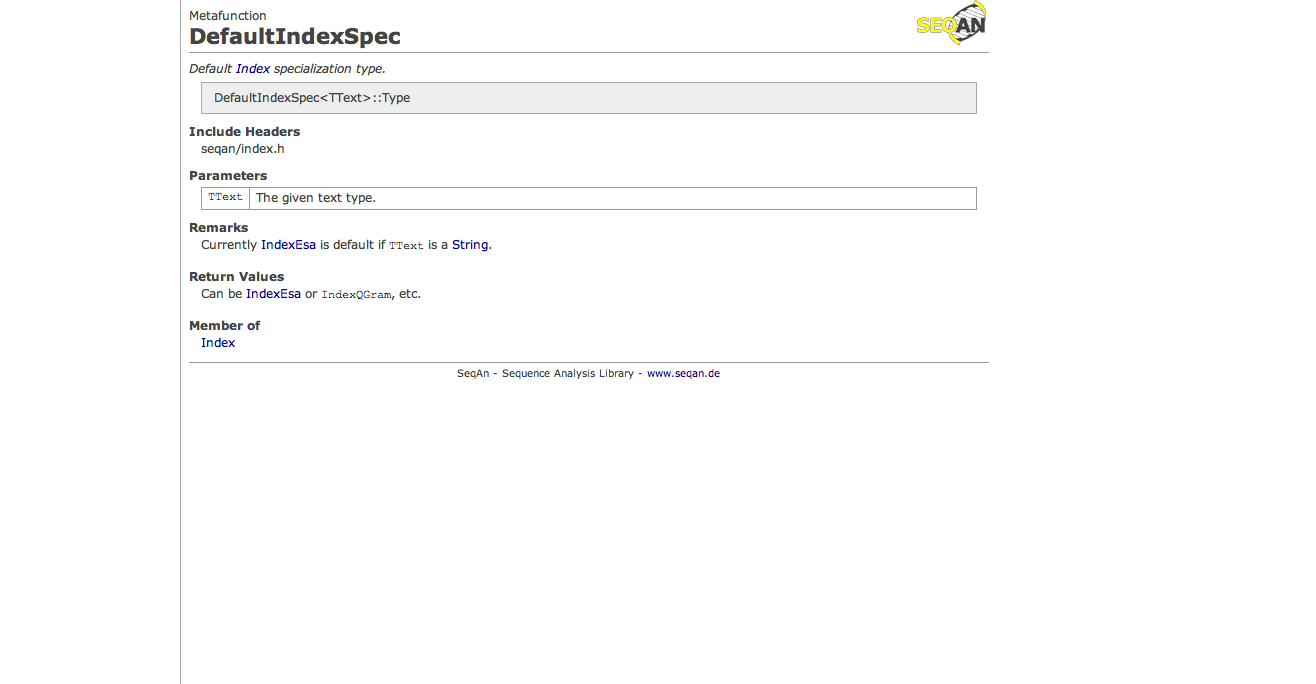 Metafunction
DefaultIndexSpec
SEQAN
Default Index specialization type.
DefaultIndexSpec<TText>::Type
Include Headers
seqan/index.h
Parameters
TText The given text type.
Remarks
Currently IndexEsa is default if TText is a String.
Return Values
Can be IndexEsa or IndexQGram, etc.
Member of
Index
SeqAn - Sequence Analysis Library - www.seqan.de